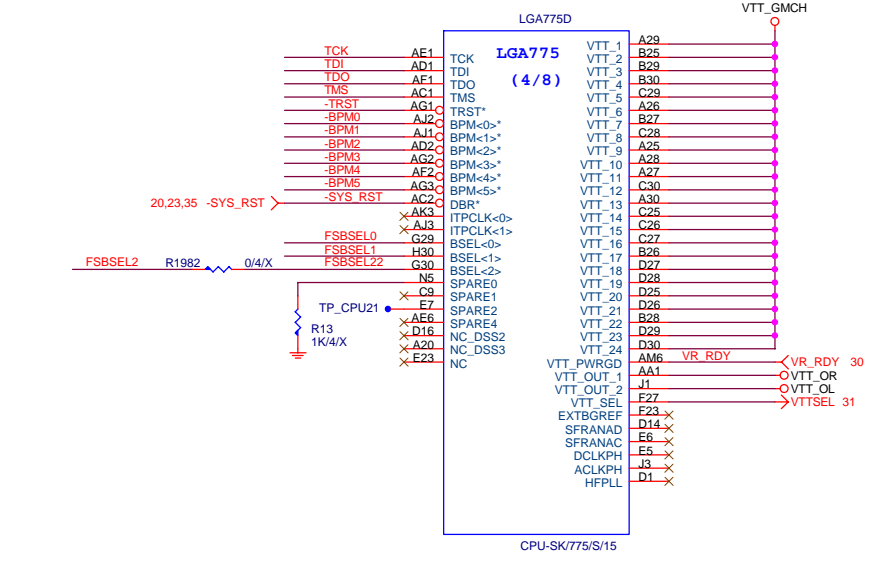 VTT_GMCH
LGA775D
LGA775
(4/8)
TCK AE1 TCK
TDI AD1 TDI
TDO AF1 TDO
TMS AC1 TMS
-TRST AG1 TRST*
-BPM0 AJ2 BPM<0>*
-BPM1 AJ1 BPM<1>*
-BPM2 AD2 BPM<2>*
-BPM3 AG2 BPM<3>*
-BPM4 AF2 BPM<4>*
-BPM5 AG3 BPM<5>*
20,23,35 -SYS_RST -SYS_RST AC2 DBR*
AK3 ITPCLK<0>
AJ3 ITPCLK<1>
FSBSEL0 G29 BSEL<0>
FSBSEL1 H30 BSEL<1>
FSBSEL2 R1982 0/4/X FSBSEL22 G30 BSEL<2>
N5 SPARE0
C9 SPARE1
TP_CPU21 E7 SPARE2
AE6 SPARE4
R13
1K/4/X
D16 NC_DSS2
A20 NC_DSS3
E23 NC
VTT_1 A29
VTT_2 B25
VTT_3 B29
VTT_4 B30
VTT_5 C29
VTT_6 A26
VTT_7 B27
VTT_8 C28
VTT_9 A25
VTT_10 A28
VTT_11 A27
VTT_12 C30
VTT_13 A30
VTT_14 C25
VTT_15 C26
VTT_16 C27
VTT_17 B26
VTT_18 D27
VTT_19 D28
VTT_20 D25
VTT_21 D26
VTT_22 B28
VTT_23 D29
VTT_24 D30
VTT_PWRGD AM6 VR_RDY VR_RDY 30
VTT_OUT_1 AA1 VTT_OR
VTT_OUT_2 J1 VTT_OL
VTT_SEL F27 VTTSEL 31
EXTBGREF F23
SFRANAD D14
SFRANAC E6
DCLKPH E5
ACLKPH J3
HFPLL D1
CPU-SK/775/S/15